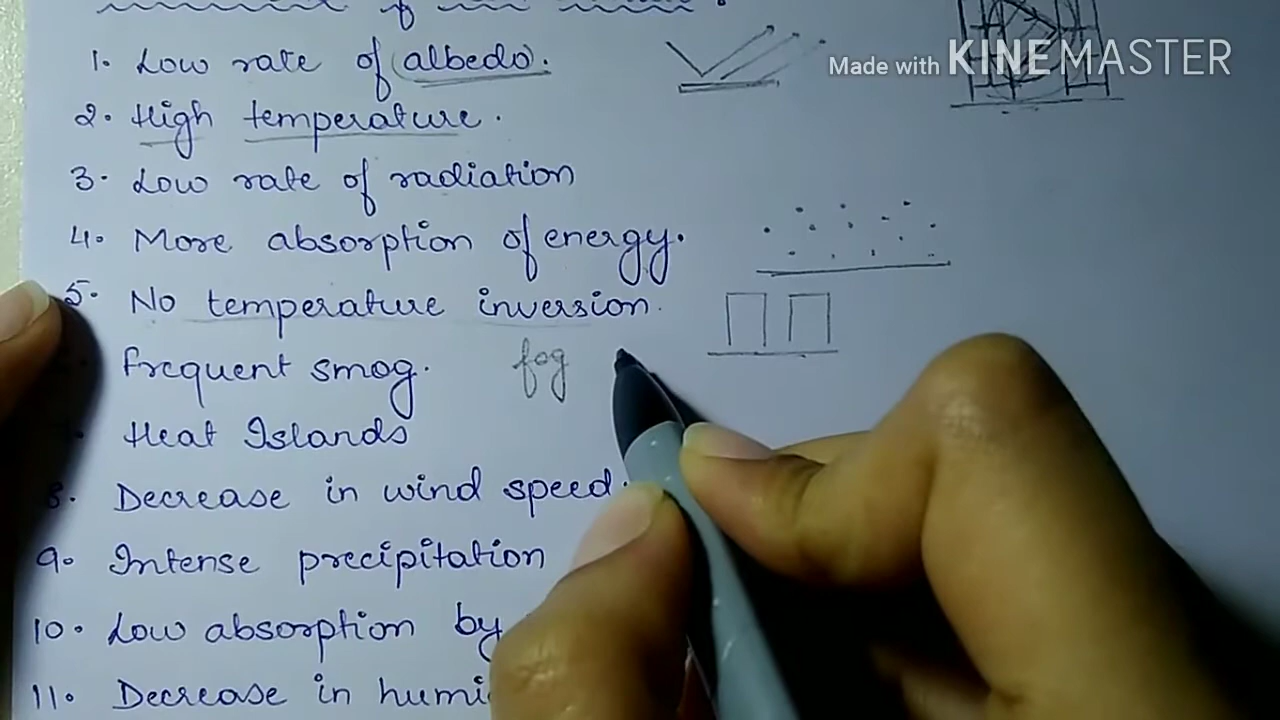 Made with KINEMASTER
1. Low rate of albedo.
2. High temperature.
3. Low rate of radiation
4. More absorption of energy.
5. No temperature inversion.
Frequent smog. fog
Heat Islands
8. Decrease in wind speed.
9. Intense precipitation
10. Low absorption by
11. Decrease in humi